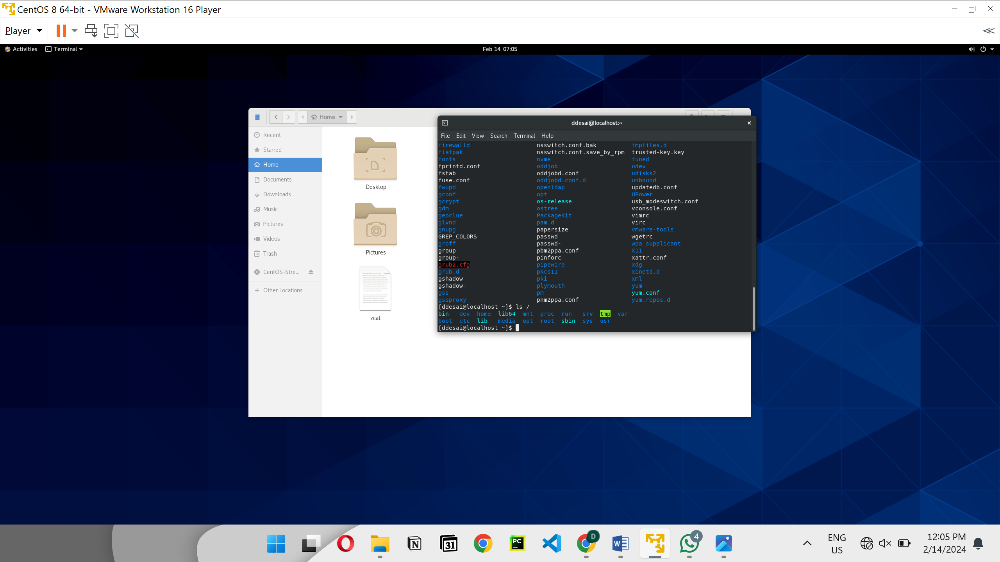 CentOS 8 64-bit - VMware Workstation 16 Player
Player
Activities Terminal Feb 14 07:05
Home
Recent
Starred
Home
Documents
Downloads
Music
Pictures
Videos
Trash
CentOS-Stre...
Other Locations
Desktop
Pictures
zcat
ddesai@localhost:~
File Edit View Search Terminal Help
firewalld nsswitch.conf.bak tmpfiles.d
flatpak nsswitch.conf.save_by_rpm trusted-key.key
fonts nvme tuned
fprintd.conf oddjob udev
fstab oddjobd.conf udisks2
fuse.conf oddjobd.conf.d unbound
fwupd openldap updatedb.conf
gconf opt UPower
gcrypt os-release usb_modeswitch.conf
gdm ostree vconsole.conf
geoclue PackageKit vimrc
glvnd pam.d virc
gnupg papersize vmware-tools
GREP_COLORS passwd wgetrc
groff passwd- wpa_supplicant
group pbm2ppa.conf X11
group- pinforc xattr.conf
grub2.cfg pipewire xdg
grub.d pkcs11 xinetd.d
gshadow pki xml
gshadow- plymouth yum
gss pm yum.conf
gssproxy pnm2ppa.conf yum.repos.d
[ddesai@localhost ~]$ ls /
bin dev home lib64 mnt proc run srv tmp var
boot etc lib media opt root sbin sys usr
[ddesai@localhost ~]$
N 31 PC D W 4
ENG
US
12:05 PM
2/14/2024